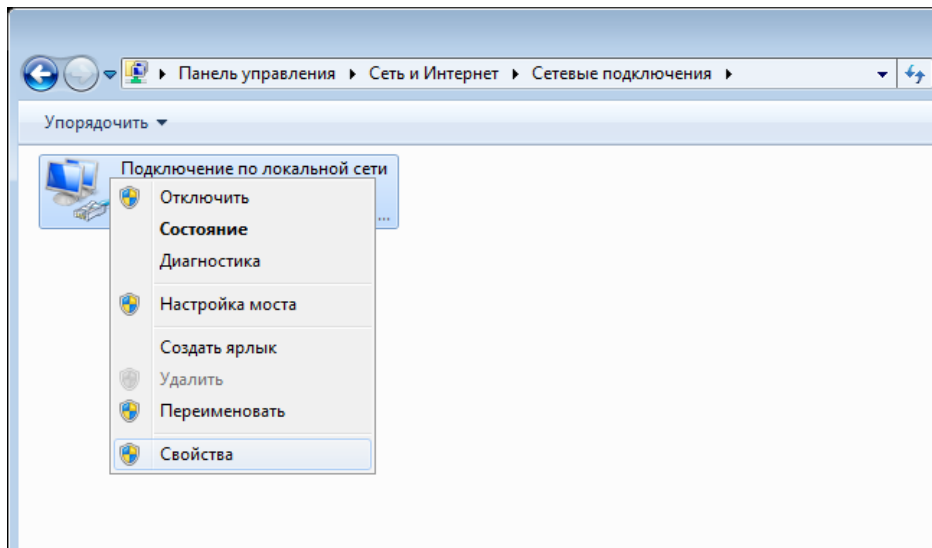 Панель управления Сеть и Интернет Сетевые подключения
Упорядочить
Подключение по локальной сети
...
Отключить
Состояние
Диагностика
Настройка моста
Создать ярлык
Удалить
Переименовать
Свойства